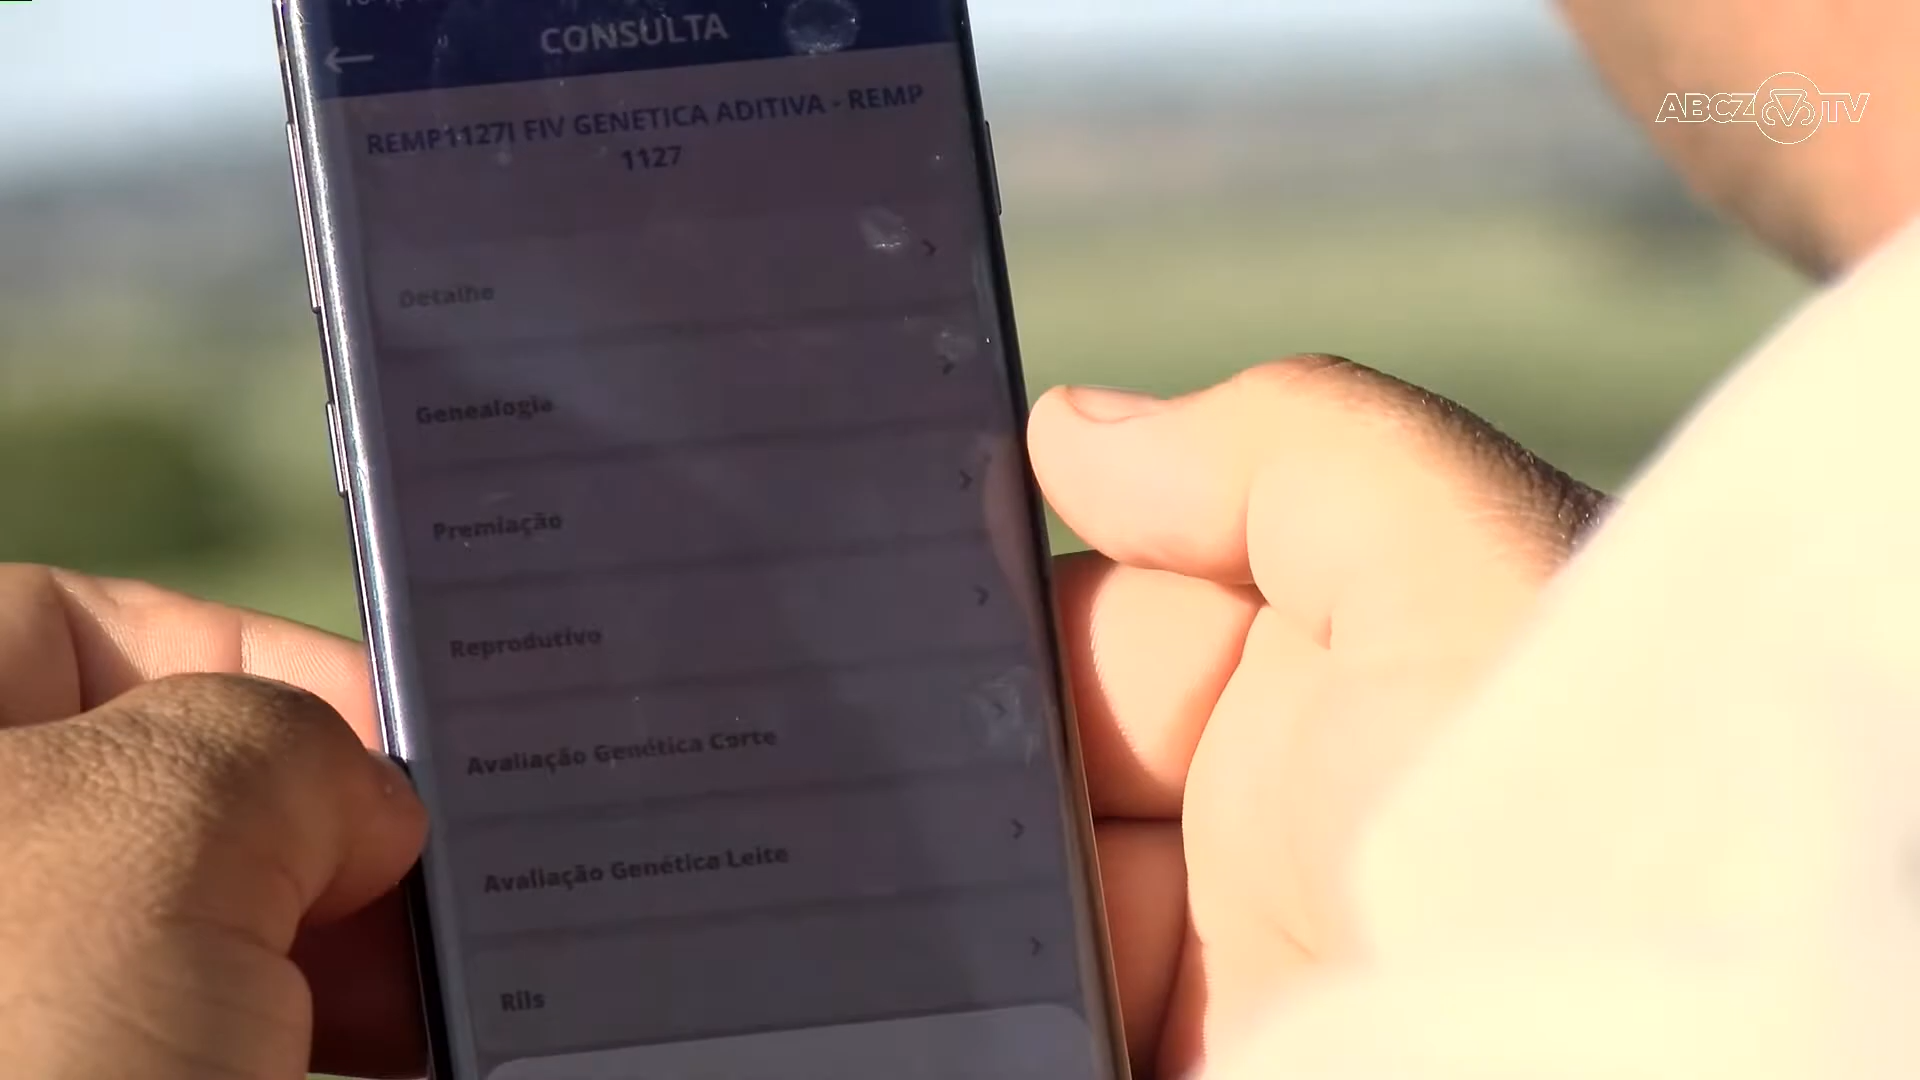 CONSULTA
REMP1127I FIV GENETICA ADITIVA - REMP
1127
Detalhe
Genealogia
Premiação
Reprodutivo
Avaliação Genética Corte
Avaliação Genética Leite
Rils
ABCZ TV